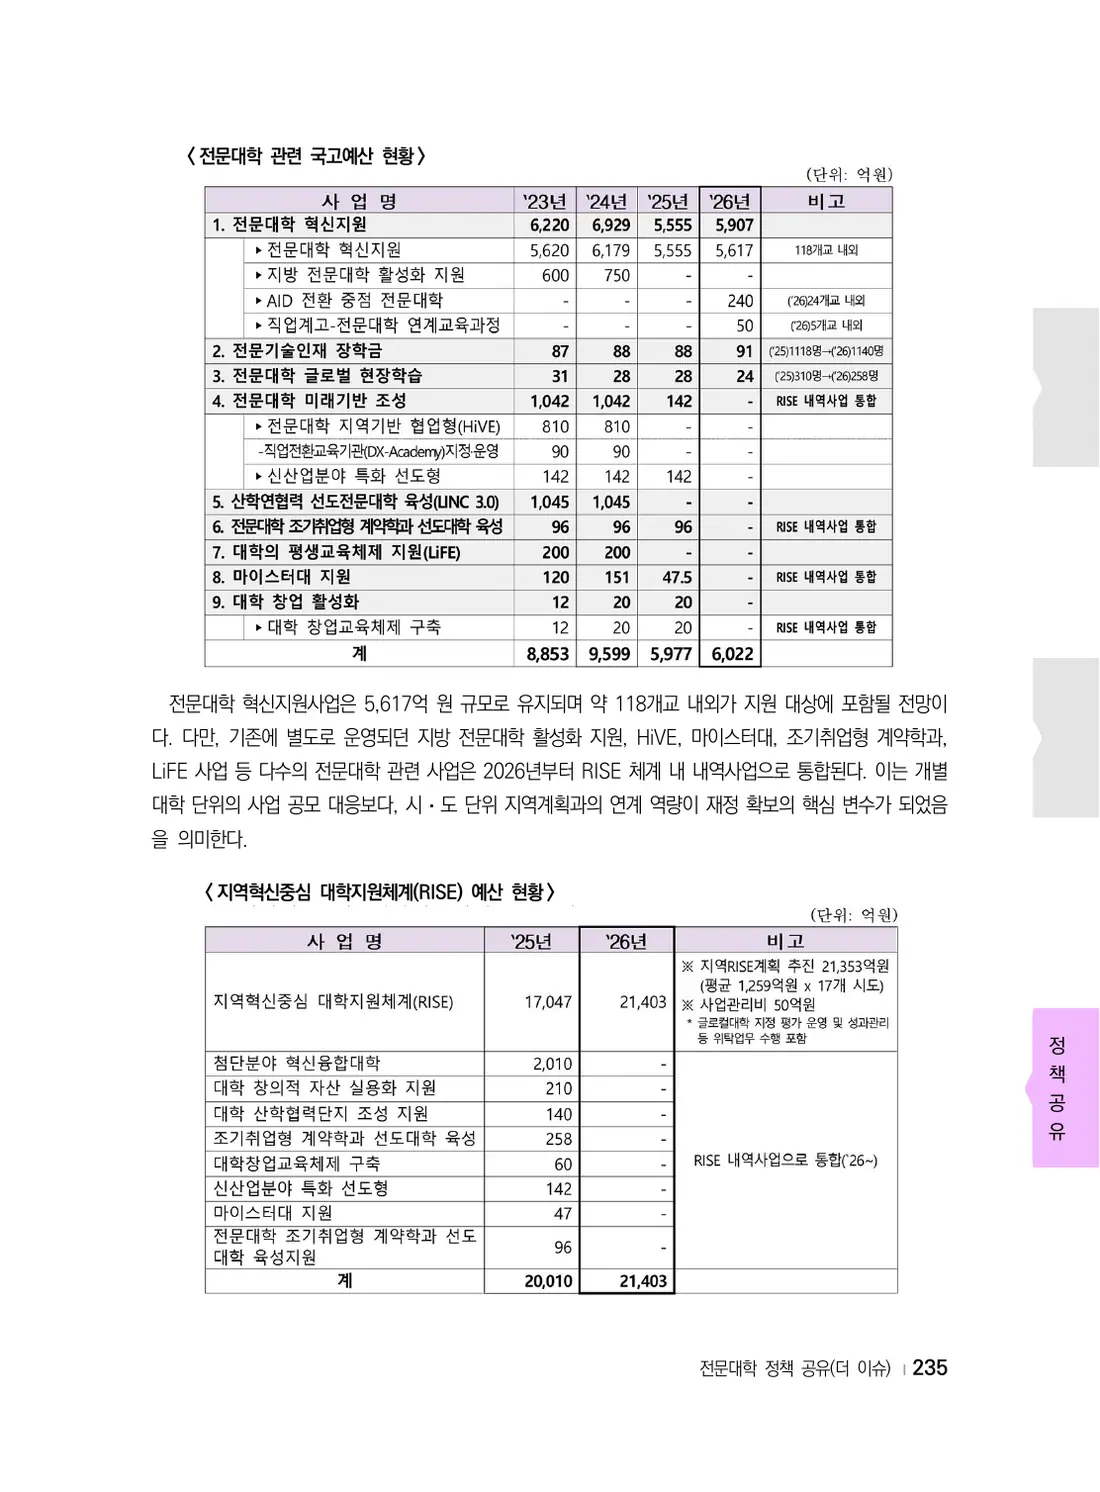 〈 전문대학 관련 국고예산 현황 〉
(단위: 억원)
사 업 명 '23년 '24년 '25년 '26년 비고
1. 전문대학 혁신지원 6,220 6,929 5,555 5,907
▸전문대학 혁신지원 5,620 6,179 5,555 5,617 118개교 내외
▸지방 전문대학 활성화 지원 600 750 - -
▸AID 전환 중점 전문대학 - - - 240 ('26)24개교 내외
▸직업계고-전문대학 연계교육과정 - - - 50 ('26)5개교 내외
2. 전문기술인재 장학금 87 88 88 91 ('25)1118명→('26)1140명
3. 전문대학 글로벌 현장학습 31 28 28 24 ('25)310명→('26)258명
4. 전문대학 미래기반 조성 1,042 1,042 142 - RISE 내역사업 통합
▸전문대학 지역기반 협업형(HiVE) 810 810 - -
-직업전환교육기관(DX-Academy)지정·운영 90 90 - -
▸신산업분야 특화 선도형 142 142 142 -
5. 산학연협력 선도전문대학 육성(LINC 3.0) 1,045 1,045 - -
6. 전문대학 조기취업형 계약학과 선도대학 육성 96 96 96 - RISE 내역사업 통합
7. 대학의 평생교육체제 지원(LiFE) 200 200 - -
8. 마이스터대 지원 120 151 47.5 - RISE 내역사업 통합
9. 대학 창업 활성화 12 20 20 -
▸대학 창업교육체제 구축 12 20 20 - RISE 내역사업 통합
계 8,853 9,599 5,977 6,022
전문대학 혁신지원사업은 5,617억 원 규모로 유지되며 약 118개교 내외가 지원 대상에 포함될 전망이
다. 다만, 기존에 별도로 운영되던 지방 전문대학 활성화 지원, HiVE, 마이스터대, 조기취업형 계약학과,
LiFE 사업 등 다수의 전문대학 관련 사업은 2026년부터 RISE 체계 내 내역사업으로 통합된다. 이는 개별
대학 단위의 사업 공모 대응보다, 시・도 단위 지역계획과의 연계 역량이 재정 확보의 핵심 변수가 되었음
을 의미한다.
〈 지역혁신중심 대학지원체계(RISE) 예산 현황 〉
(단위: 억원)
사 업 명 '25년 '26년 비고
지역혁신중심 대학지원체계(RISE) 17,047 21,403 ※ 지역RISE계획 추진 21,353억원
(평균 1,259억원 x 17개 시도)
※ 사업관리비 50억원
* 글로컬대학 지정 평가 운영 및 성과관리
등 위탁업무 수행 포함
첨단분야 혁신융합대학 2,010 -
대학 창의적 자산 실용화 지원 210 -
대학 산학협력단지 조성 지원 140 -
조기취업형 계약학과 선도대학 육성 258 -
대학창업교육체제 구축 60 - RISE 내역사업으로 통합('26~)
신산업분야 특화 선도형 142 -
마이스터대 지원 47 -
전문대학 조기취업형 계약학과 선도
대학 육성지원 96 -
계 20,010 21,403
정
책
공
유
전문대학 정책 공유(더 이슈) | 235